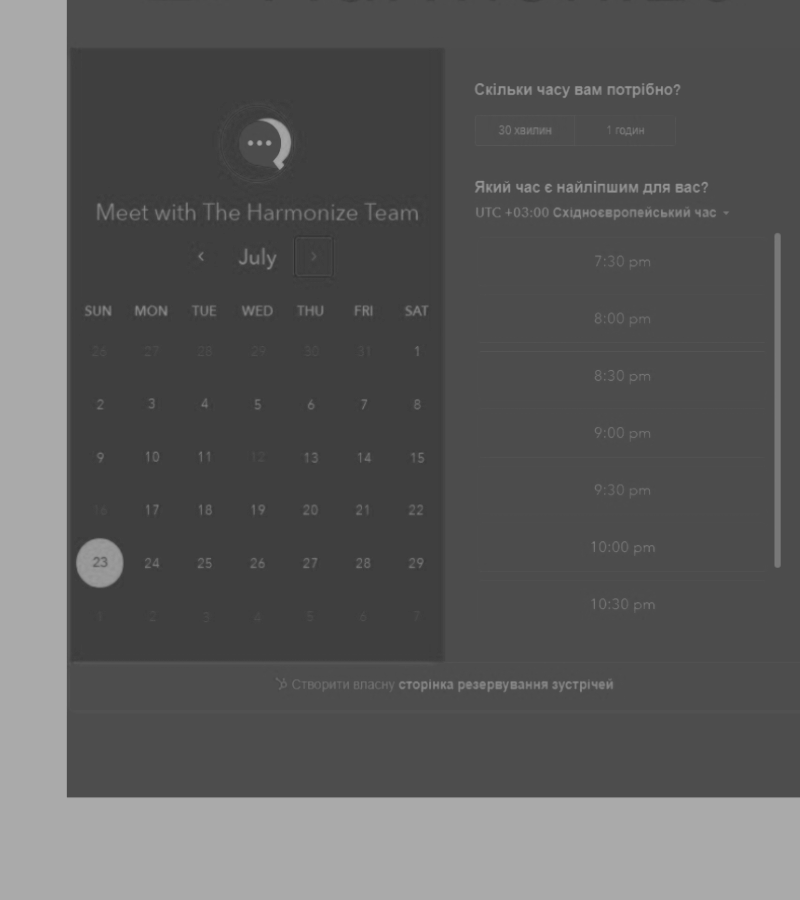 Meet with The Harmonize Team
July
SUN MON TUE WED THU FRI SAT
26 27 28 29 30 31 1
2 3 4 5 6 7 8
9 10 11 12 13 14 15
16 17 18 19 20 21 22
23 24 25 26 27 28 29
2 3 4 5 6 7
Скільки часу вам потрібно?
30 хвилин 1 годин
Який час є найліпшим для вас?
UTC +03:00 Східноєвропейський час
7:30 pm
8:00 pm
8:30 pm
9:00 pm
9:30 pm
10:00 pm
10:30 pm
Створити власну сторінка резервування зустрічей